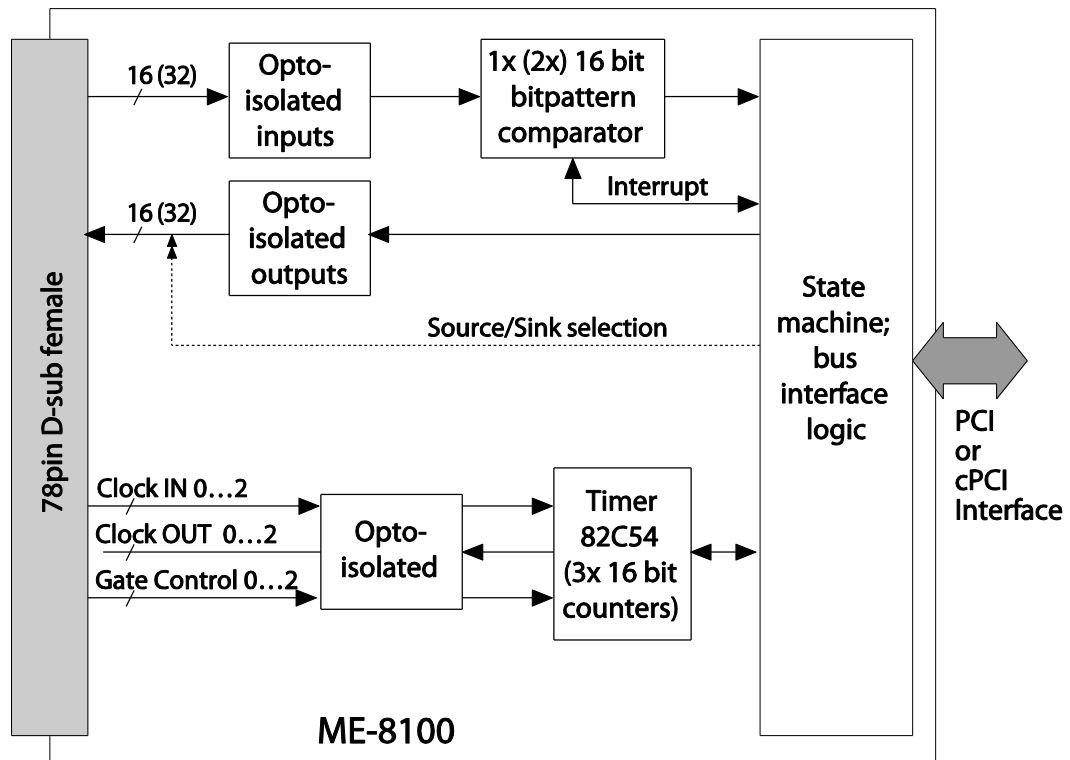 16 (32)
Opto-
isolated
inputs
1x (2x) 16 bit
bitpattern
comparator
Interrupt
16 (32)
Opto-
isolated
outputs
Source/Sink selection
78pin D-sub female
State
machine;
bus
interface
logic
PCI
or
cPCI
Interface
Clock IN 0…2
Clock OUT 0…2
Gate Control 0…2
Opto-
isolated
Timer
82C54
(3x 16 bit
counters)
ME-8100